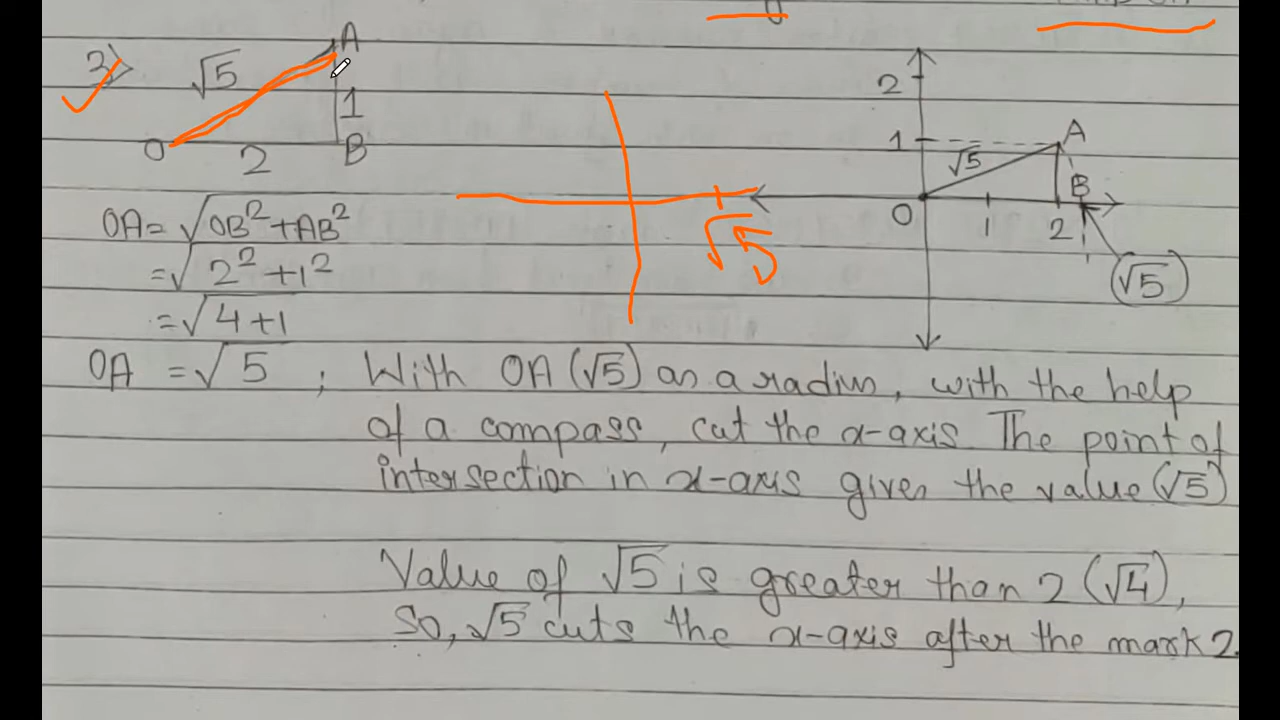 3>
√5
A
1
O
2
B
OA = √OB² + AB²
= √2² + 1²
= √4 + 1
OA = √5 ; With OA (√5) as a radius, with the help
of a compass, cut the x-axis The point of
intersection in x-axis gives the value (√5)
Value of √5 is greater than 2 (√4),
So, √5 cuts the x-axis after the mark 2.
√5
2
1
√5
A
B
O
1
2
(√5)